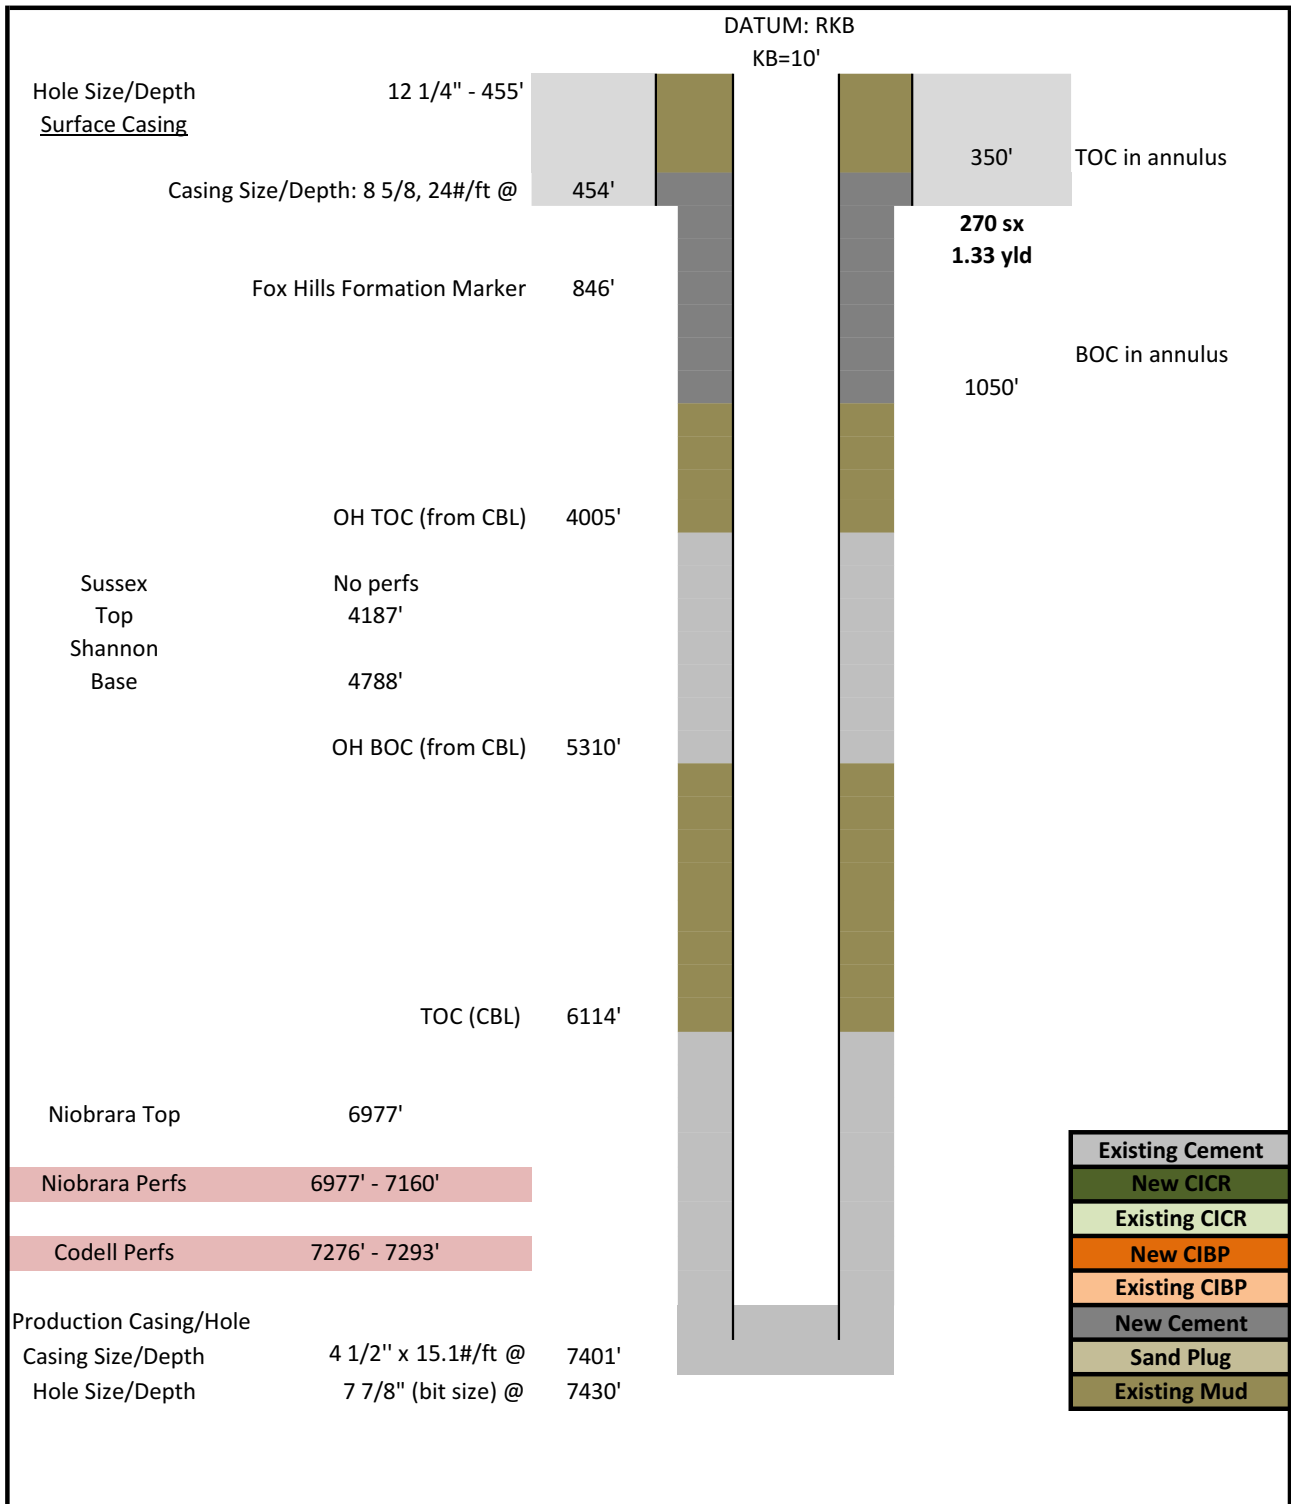 DATUM: RKB
KB=10'
Hole Size/Depth 12 1/4" - 455'
Surface Casing
350' TOC in annulus
Casing Size/Depth: 8 5/8, 24#/ft @ 454'
270 sx
1.33 yld
Fox Hills Formation Marker 846'
BOC in annulus
1050'
OH TOC (from CBL) 4005'
Sussex No perfs
Top 4187'
Shannon
Base 4788'
OH BOC (from CBL) 5310'
TOC (CBL) 6114'
Niobrara Top 6977'
Existing Cement
Niobrara Perfs 6977' - 7160' New CICR
Existing CICR
Codell Perfs 7276' - 7293' New CIBP
Existing CIBP
Production Casing/Hole New Cement
Casing Size/Depth 4 1/2'' x 15.1#/ft @ 7401' Sand Plug
Hole Size/Depth 7 7/8" (bit size) @ 7430' Existing Mud